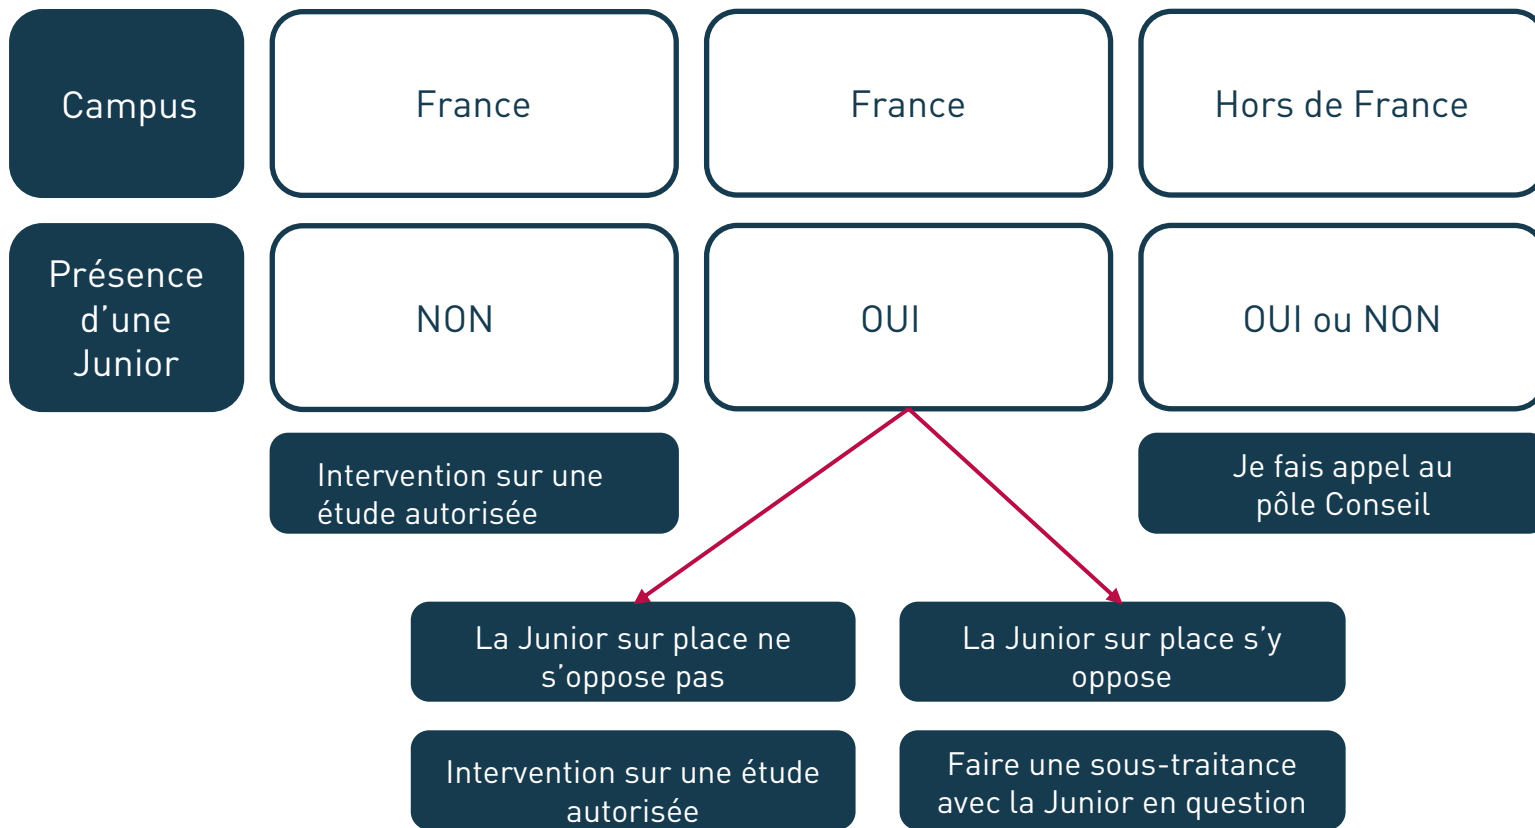 Campus
France
France
Hors de France
Présence
d’une
Junior
NON
OUI
OUI ou NON
Intervention sur une
étude autorisée
Je fais appel au
pôle Conseil
La Junior sur place ne
s’oppose pas
La Junior sur place s’y
oppose
Intervention sur une étude
autorisée
Faire une sous-traitance
avec la Junior en question